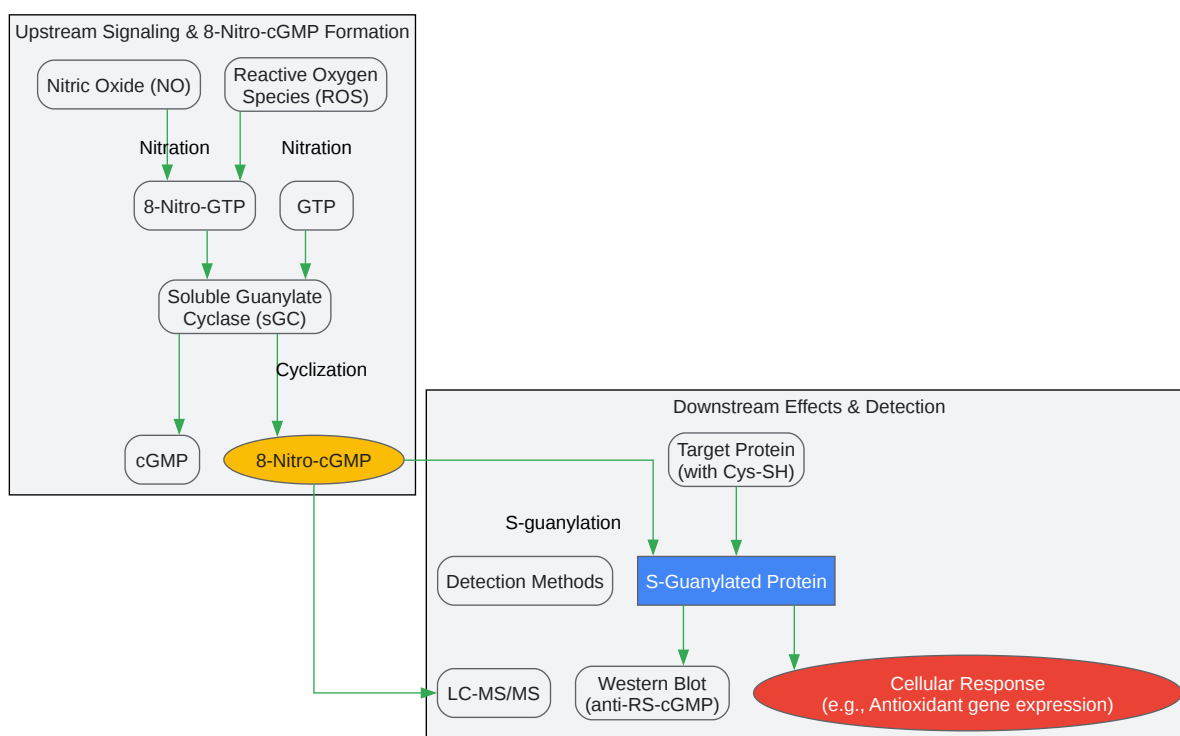 Upstream Signaling & 8-Nitro-cGMP Formation
Nitric Oxide (NO)
Reactive Oxygen
Species (ROS)
Nitration
Nitration
8-Nitro-GTP
GTP
Soluble Guanylate
Cyclase (sGC)
Cyclization
cGMP
8-Nitro-cGMP
Downstream Effects & Detection
Target Protein
(with Cys-SH)
S-guanylation
Detection Methods
S-Guanylated Protein
LC-MS/MS
Western Blot
(anti-RS-cGMP)
Cellular Response
(e.g., Antioxidant gene expression)